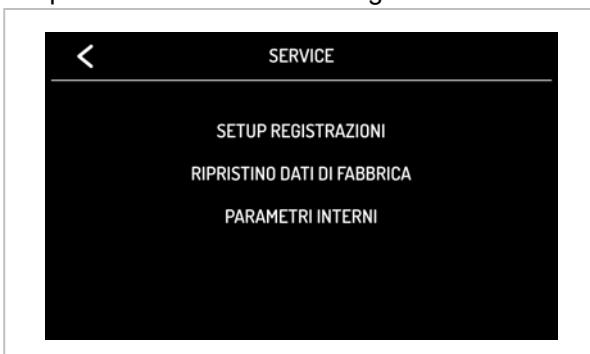 SERVICE
SETUP REGISTRAZIONI
RIPRISTINO DATI DI FABBRICA
PARAMETRI INTERNI